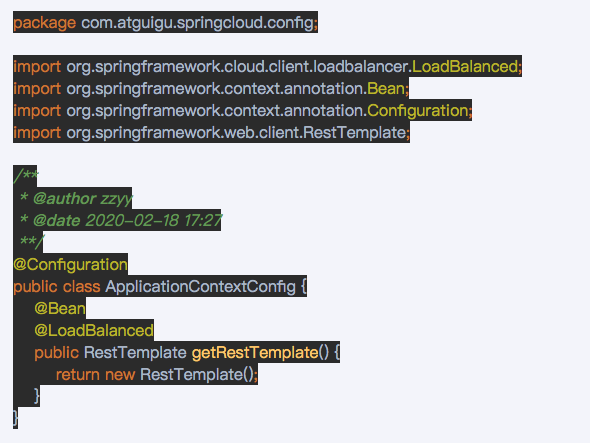 package com.atguigu.springcloud.config;
import org.springframework.cloud.client.loadbalancer.LoadBalanced;
import org.springframework.context.annotation.Bean;
import org.springframework.context.annotation.Configuration;
import org.springframework.web.client.RestTemplate;
/**
* @author zzyy
* @date 2020-02-18 17:27
**/
@Configuration
public class ApplicationContextConfig {
@Bean
@LoadBalanced
public RestTemplate getRestTemplate() {
return new RestTemplate();
}
}